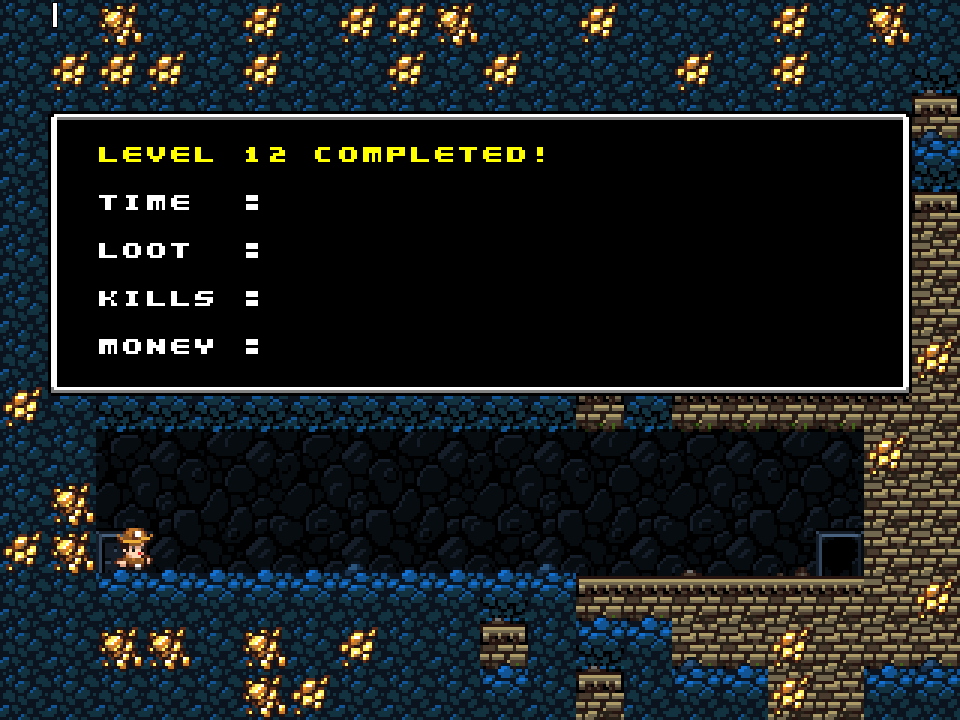 LEVEL 12 COMPLETED!
TIME :
LOOT :
KILLS :
MONEY :